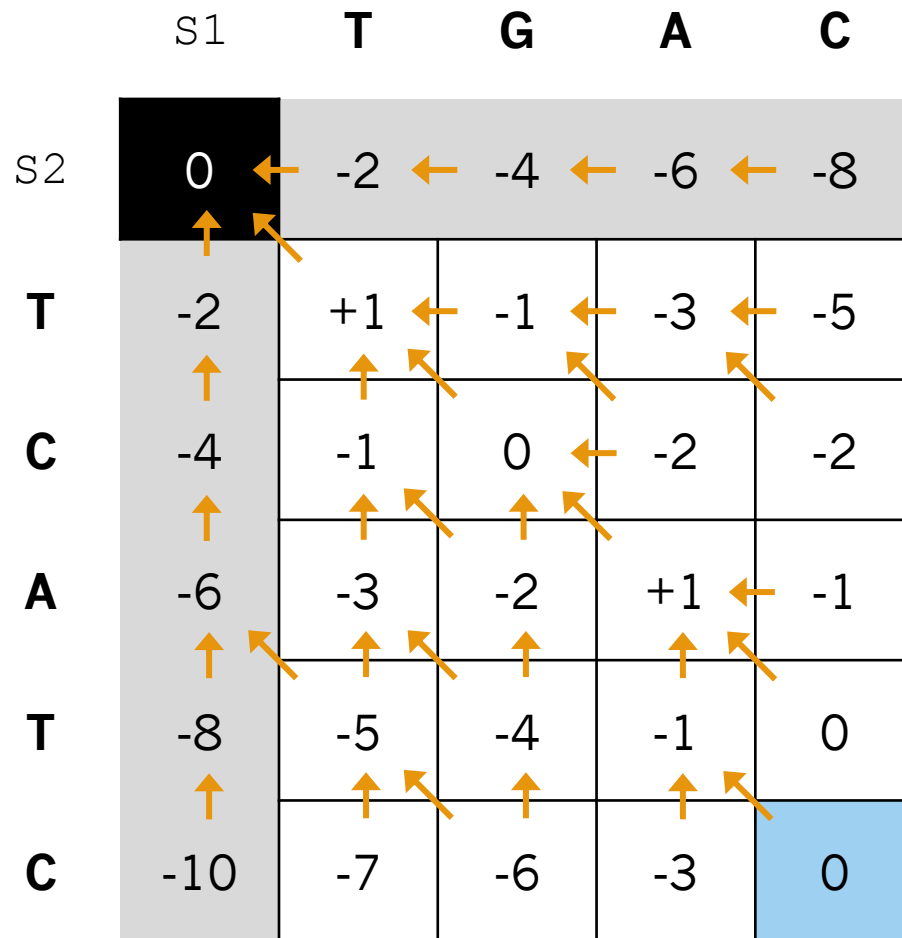 S1 T G A C
S2 0 -2 -4 -6 -8
T -2 +1 -1 -3 -5
C -4 -1 0 -2 -2
A -6 -3 -2 +1 -1
T -8 -5 -4 -1 0
C -10 -7 -6 -3 0